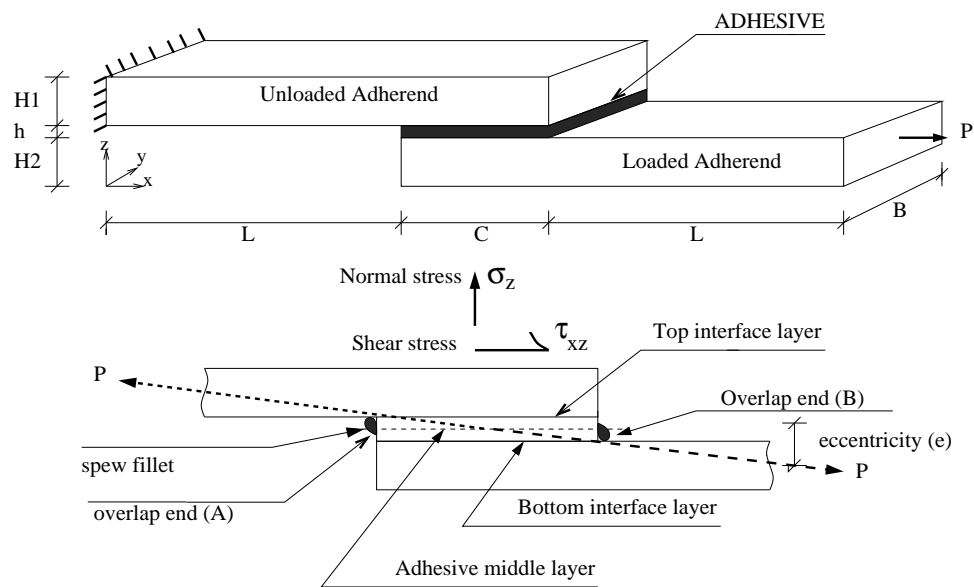 ADHESIVE
H1
Unloaded Adherend
h
P
H2
z
y
x
Loaded Adherend
B
L
C
L
Normal stress
σz
Shear stress
τxz
Top interface layer
P
Overlap end (B)
eccentricity (e)
spew fillet
P
overlap end (A)
Bottom interface layer
Adhesive middle layer